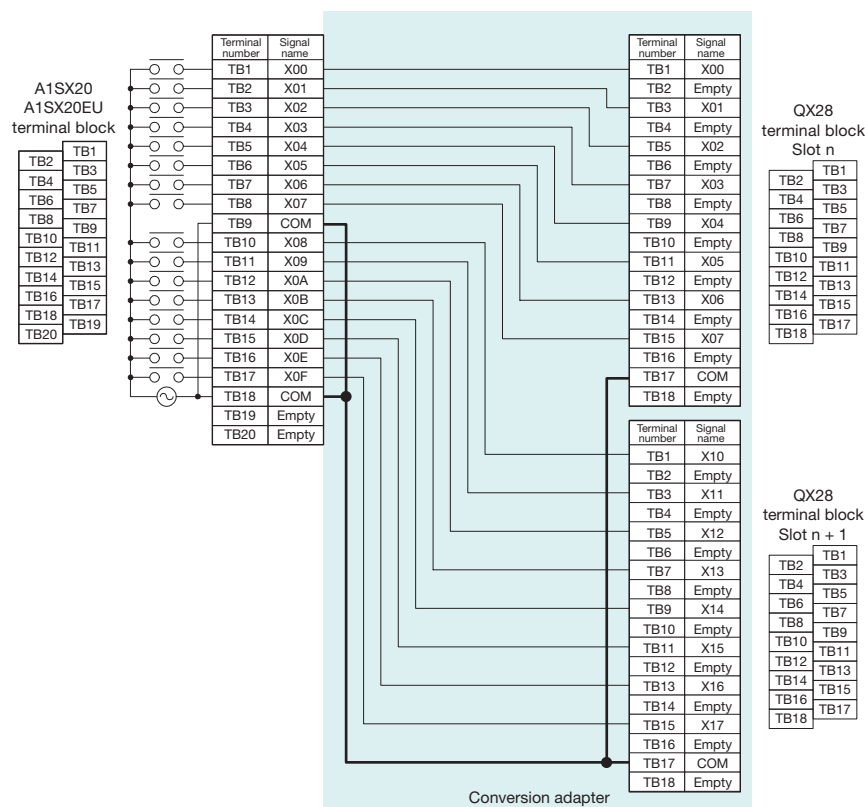 A1SX20
A1SX20EU
terminal block
TB1
TB2
TB3
TB4
TB5
TB6
TB7
TB8
TB9
TB10
TB11
TB12
TB13
TB14
TB15
TB16
TB17
TB18
TB19
TB20
Terminal number Signal name
TB1 X00
TB2 X01
TB3 X02
TB4 X03
TB5 X04
TB6 X05
TB7 X06
TB8 X07
TB9 COM
TB10 X08
TB11 X09
TB12 X0A
TB13 X0B
TB14 X0C
TB15 X0D
TB16 X0E
TB17 X0F
TB18 COM
TB19 Empty
TB20 Empty
Terminal number Signal name
TB1 X00
TB2 Empty
TB3 X01
TB4 Empty
TB5 X02
TB6 Empty
TB7 X03
TB8 Empty
TB9 X04
TB10 Empty
TB11 X05
TB12 Empty
TB13 X06
TB14 Empty
TB15 X07
TB16 Empty
TB17 COM
TB18 Empty
QX28
terminal block
Slot n
TB1
TB2
TB3
TB4
TB5
TB6
TB7
TB8
TB9
TB10
TB11
TB12
TB13
TB14
TB15
TB16
TB17
TB18
Terminal number Signal name
TB1 X10
TB2 Empty
TB3 X11
TB4 Empty
TB5 X12
TB6 Empty
TB7 X13
TB8 Empty
TB9 X14
TB10 Empty
TB11 X15
TB12 Empty
TB13 X16
TB14 Empty
TB15 X17
TB16 Empty
TB17 COM
TB18 Empty
QX28
terminal block
Slot n + 1
TB1
TB2
TB3
TB4
TB5
TB6
TB7
TB8
TB9
TB10
TB11
TB12
TB13
TB14
TB15
TB16
TB17
TB18
Conversion adapter